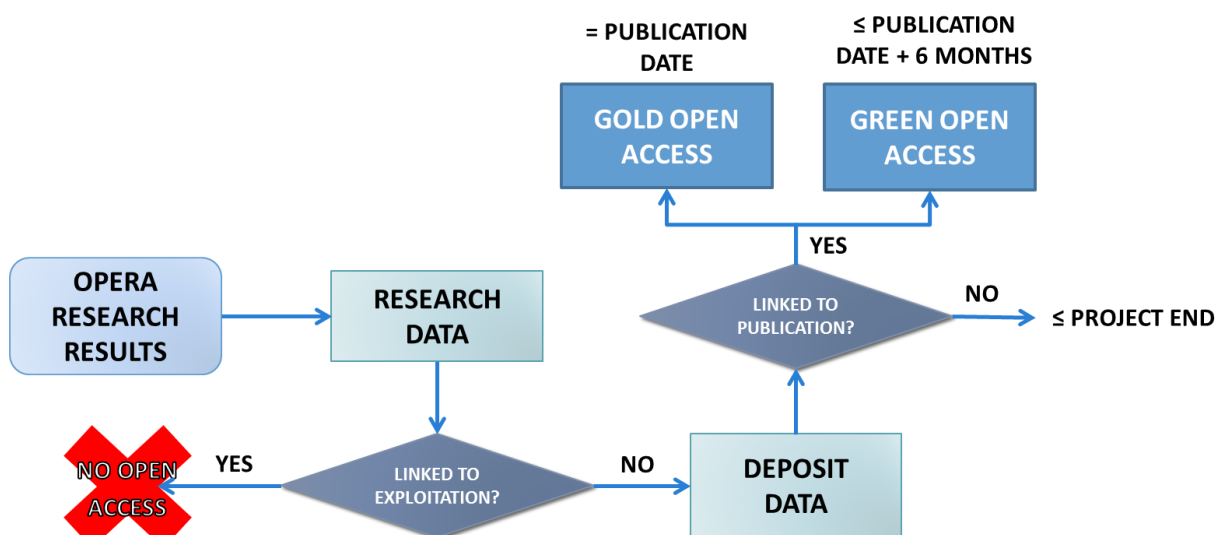 = PUBLICATION
DATE
≤ PUBLICATION
DATE + 6 MONTHS
GOLD OPEN
ACCESS
GREEN OPEN
ACCESS
YES
OPERA
RESEARCH
RESULTS
RESEARCH
DATA
LINKED TO
PUBLICATION?
NO
≤ PROJECT END
NO OPEN
ACCESS
YES
LINKED TO
EXPLOITATION?
NO
DEPOSIT
DATA